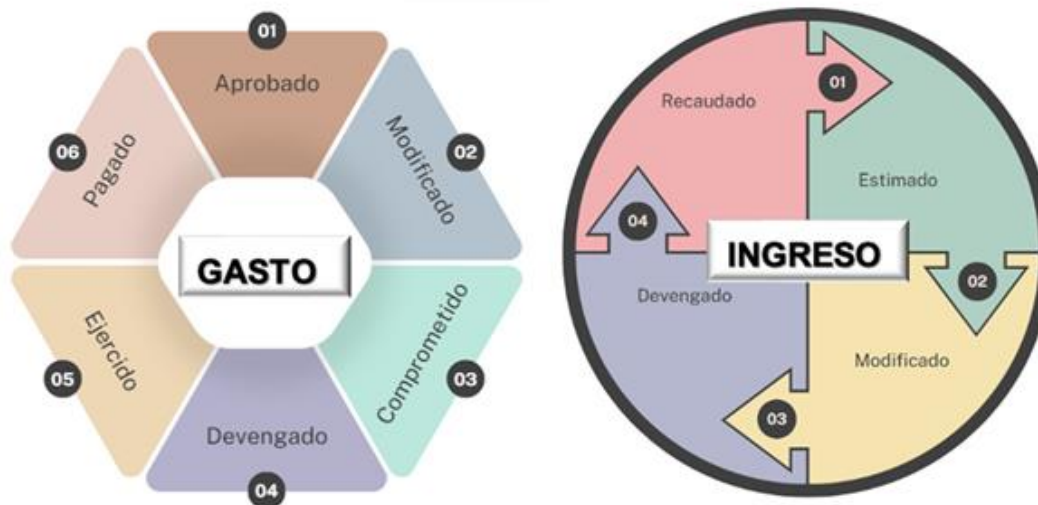 01
Aprobado
02
Modificado
03
Comprometido
04
Devengado
05
Ejercido
06
Pagado
GASTO
01
Estimado
02
Modificado
03
Devengado
04
Recaudado
INGRESO